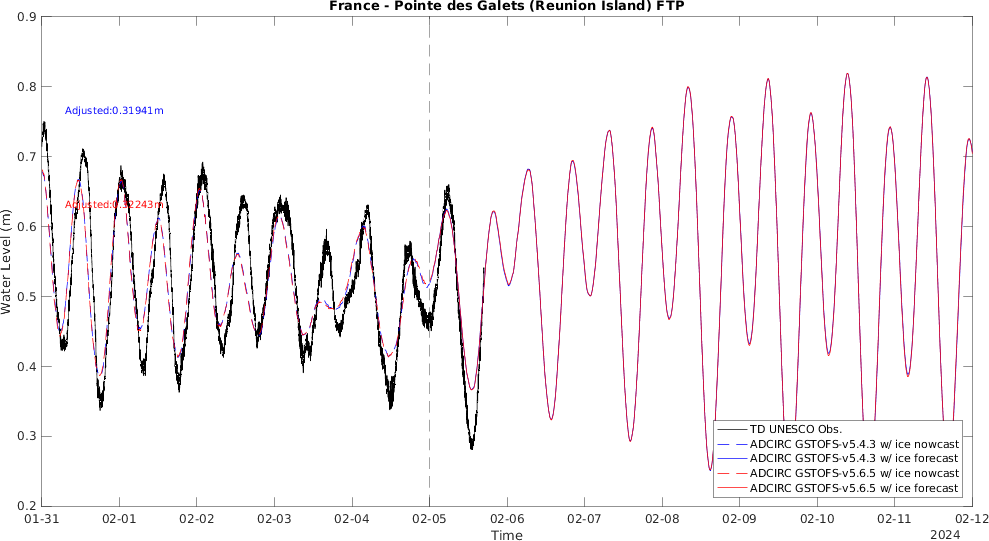 France - Pointe des Galets (Reunion Island) FTP
0.9
0.8
0.7
0.6
0.5
0.4
0.3
0.2
Water Level (m)
Adjusted:0.31941m
Adjusted:0.32243m
TD UNESCO Obs.
ADCIRC GSTOFS-v5.4.3 w/ ice nowcast
ADCIRC GSTOFS-v5.4.3 w/ ice forecast
ADCIRC GSTOFS-v5.6.5 w/ ice nowcast
ADCIRC GSTOFS-v5.6.5 w/ ice forecast
01-31 02-01 02-02 02-03 02-04 02-05 02-06 02-07 02-08 02-09 02-10 02-11 02-12
Time
2024